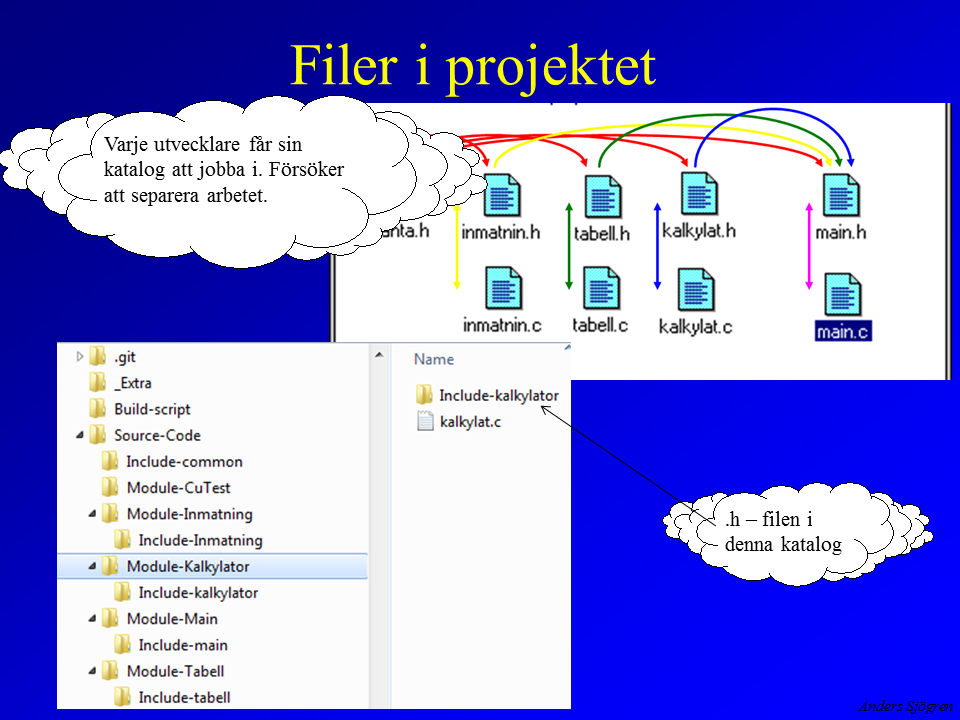 Filer i projektet
Varje utvecklare får sin
katalog att jobba i. Försöker
att separera arbetet.
inmatnin.h
tabell.h
kalkylat.h
main.h
inmatnin.c
tabell.c
kalkylat.c
main.c
.git
_Extra
Build-script
Source-Code
Include-common
Module-CuTest
Module-Inmatning
Include-Inmatning
Module-Kalkylator
Include-kalkylator
Module-Main
Include-main
Module-Tabell
Include-tabell
Name
Include-kalkylator
kalkylat.c
.h – filen i
denna katalog
Anders Sjögren